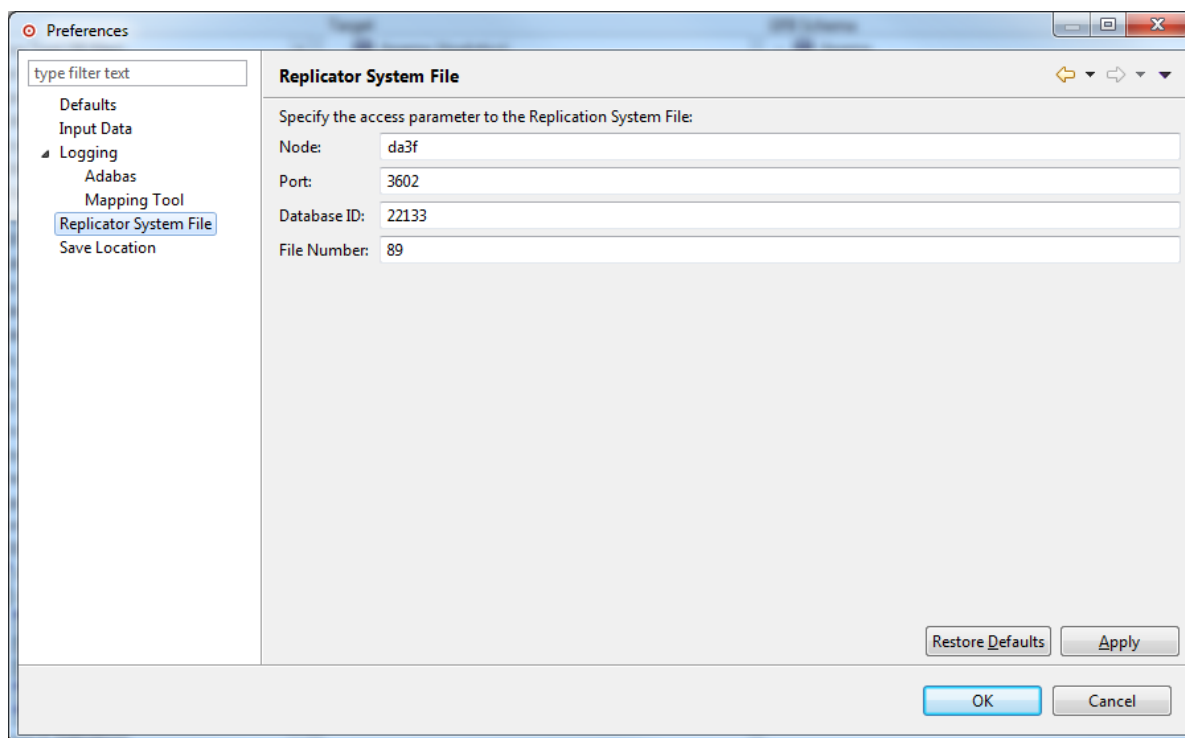 Preferences
type filter text
Defaults
Input Data
Logging
Adabas
Mapping Tool
Replicator System File
Save Location
Replicator System File
Specify the access parameter to the Replication System File:
Node: da3f
Port: 3602
Database ID: 22133
File Number: 89
Restore Defaults Apply
OK Cancel